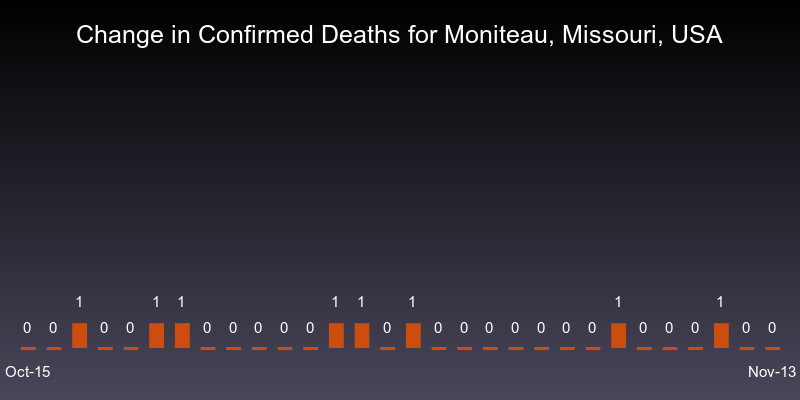 Change in Confirmed Deaths for Moniteau, Missouri, USA
0 0 1 0 0 1 1 0 0 0 0 0 1 1 0 1 0 0 0 0 0 0 0 1 0 0 0 1 0 0
Oct-15 Nov-13